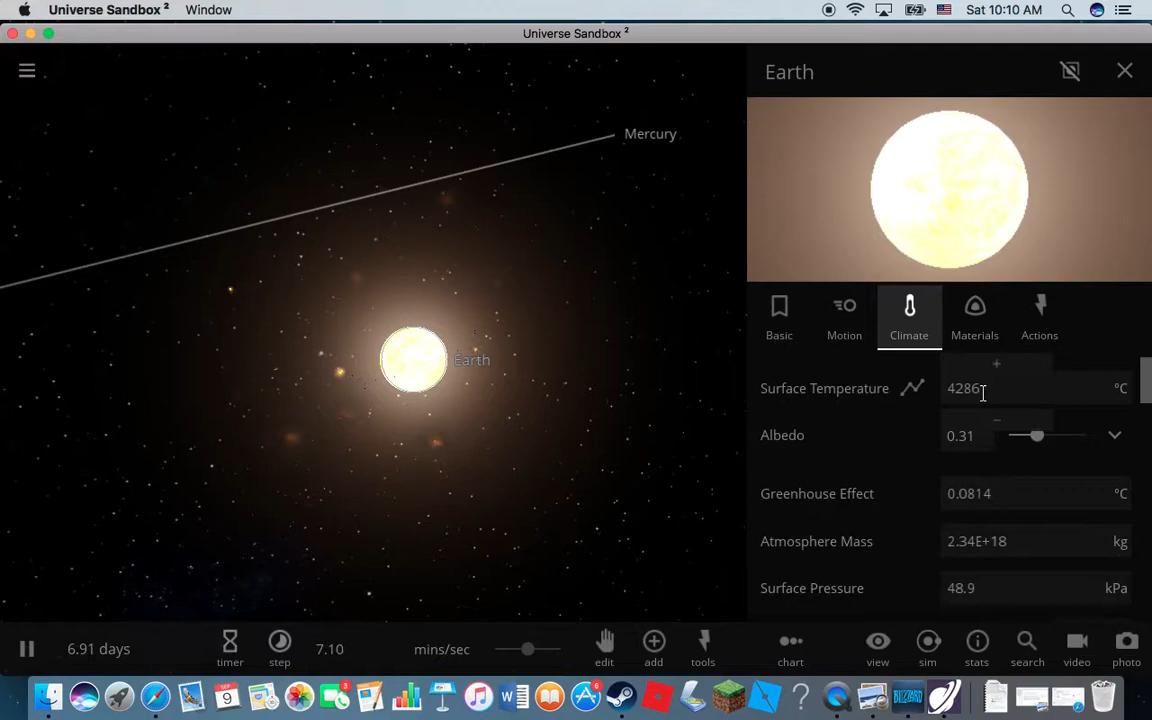 Universe Sandbox ² Window Sat 10:10 AM
Universe Sandbox ²
Earth
Mercury
Earth
Basic Motion Climate Materials Actions
+
Surface Temperature 4286 °C
−
Albedo 0.31
Greenhouse Effect 0.0814 °C
Atmosphere Mass 2.34E+18 kg
Surface Pressure 48.9 kPa
6.91 days timer step 7.10 mins/sec edit add tools chart view sim stats search video photo
9 3 6